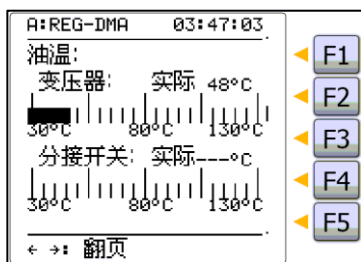 A:REG-DMA 03:47:03
油温:
变压器: 实际 48°C
30°C 80°C 130°C
分接开关: 实际---°C
30°C 80°C 130°C
← →: 翻页
F1
F2
F3
F4
F5